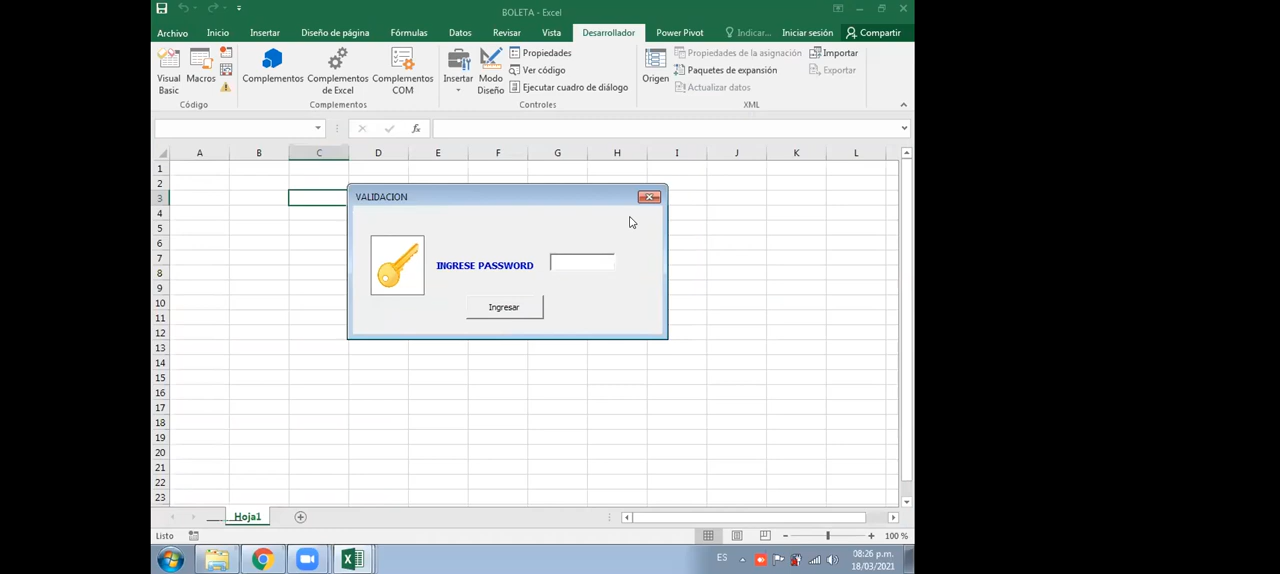 BOLETA - Excel
Archivo Inicio Insertar Diseño de página Fórmulas Datos Revisar Vista Desarrollador Power Pivot Indicar... Iniciar sesión Compartir
Visual Basic
Macros
Código
Complementos
Complementos de Excel
Complementos COM
Complementos
Insertar
Modo Diseño
Propiedades
Ver código
Ejecutar cuadro de diálogo
Controles
Origen
Propiedades de la asignación
Paquetes de expansión
Actualizar datos
Importar
Exportar
XML
fx
A B C D E F G H I J K L
1
2
3
4
5
6
7
8
9
10
11
12
13
14
15
16
17
18
19
20
21
22
23
VALIDACION
INGRESE PASSWORD
Ingresar
Hoja1
Listo
100 %
ES
08:26 p.m.
18/03/2021